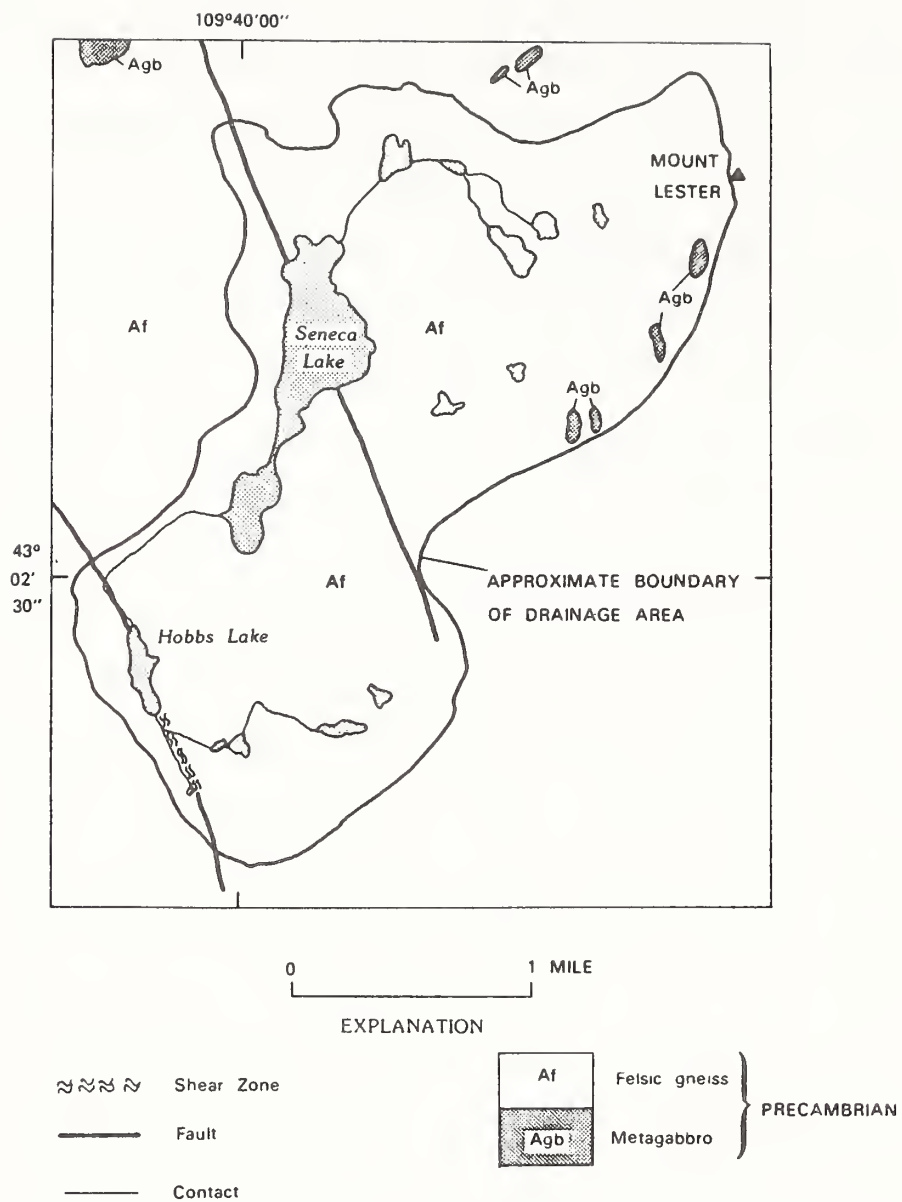 109°40'00"
Agb
Agb
MOUNT
LESTER
Agb
Af
Seneca
Lake
Af
Agb
43°
02'
30"
Af
APPROXIMATE BOUNDARY
OF DRAINAGE AREA
Hobbs Lake
0 1 MILE
EXPLANATION
Shear Zone
Fault
Contact
Af Felsic gneiss
Agb Metagabbro
PRECAMBRIAN